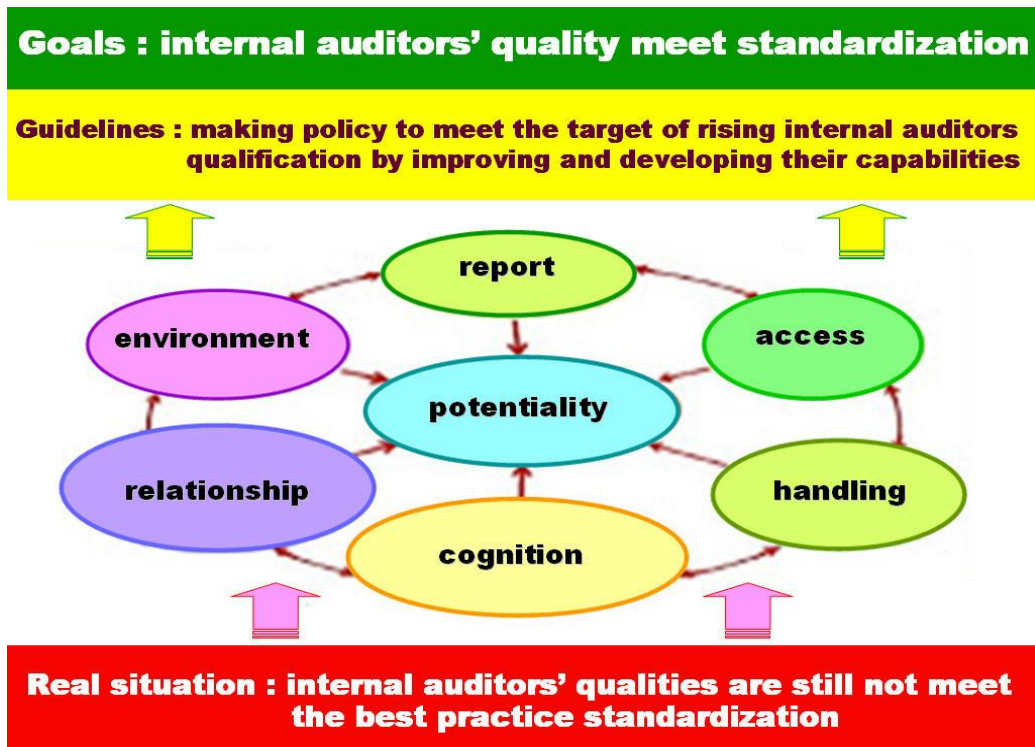 Goals : internal auditors’ quality meet standardization
Guidelines : making policy to meet the target of rising internal auditors
qualification by improving and developing their capabilities
report
environment
access
potentiality
relationship
handling
cognition
Real situation : internal auditors’ qualities are still not meet
the best practice standardization